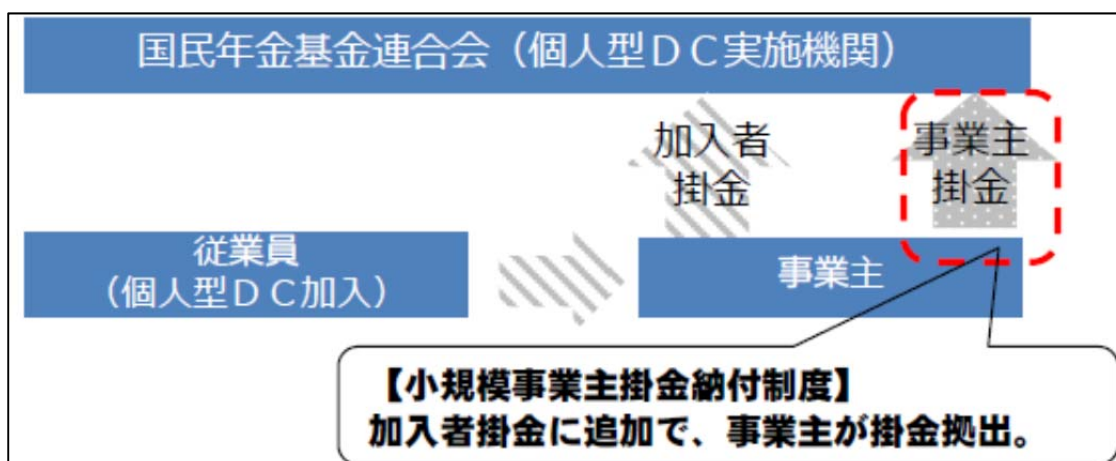 国民年金基金連合会（個人型ＤＣ実施機関）
加入者
掛金
事業主
掛金
従業員
（個人型ＤＣ加入）
事業主
【小規模事業主掛金納付制度】
加入者掛金に追加で、事業主が掛金拠出。